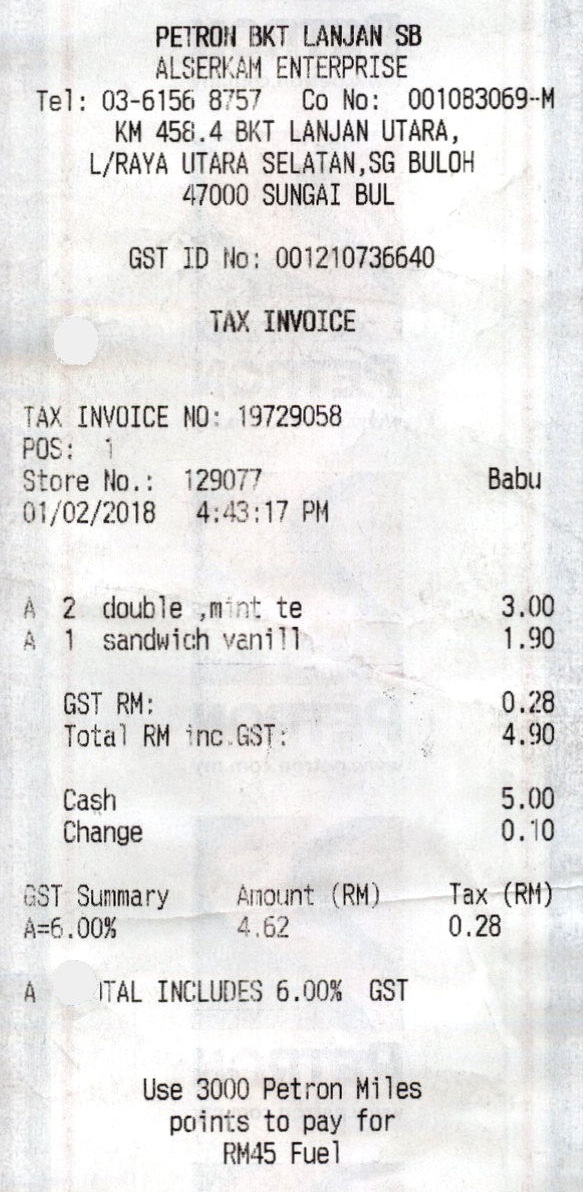 PETRON BKT LANJAN SB
ALSERKAM ENTERPRISE
Tel: 03-6156 8757 Co No: 001083069-M
KM 458.4 BKT LANJAN UTARA,
L/RAYA UTARA SELATAN,SG BULOH
47000 SUNGAI BUL
GST ID No: 001210736640
TAX INVOICE
TAX INVOICE NO: 19729058
POS: 1
Store No.: 129077 Babu
01/02/2018 4:43:17 PM
A 2 double ,mint te 3.00
A 1 sandwich vanill 1.90
GST RM: 0.28
Total RM inc.GST: 4.90
Cash 5.00
Change 0.10
GST Summary Amount (RM) Tax (RM)
A=6.00% 4.62 0.28
A INCLUDES 6.00% GST
Use 3000 Petron Miles
points to pay for
RM45 Fuel